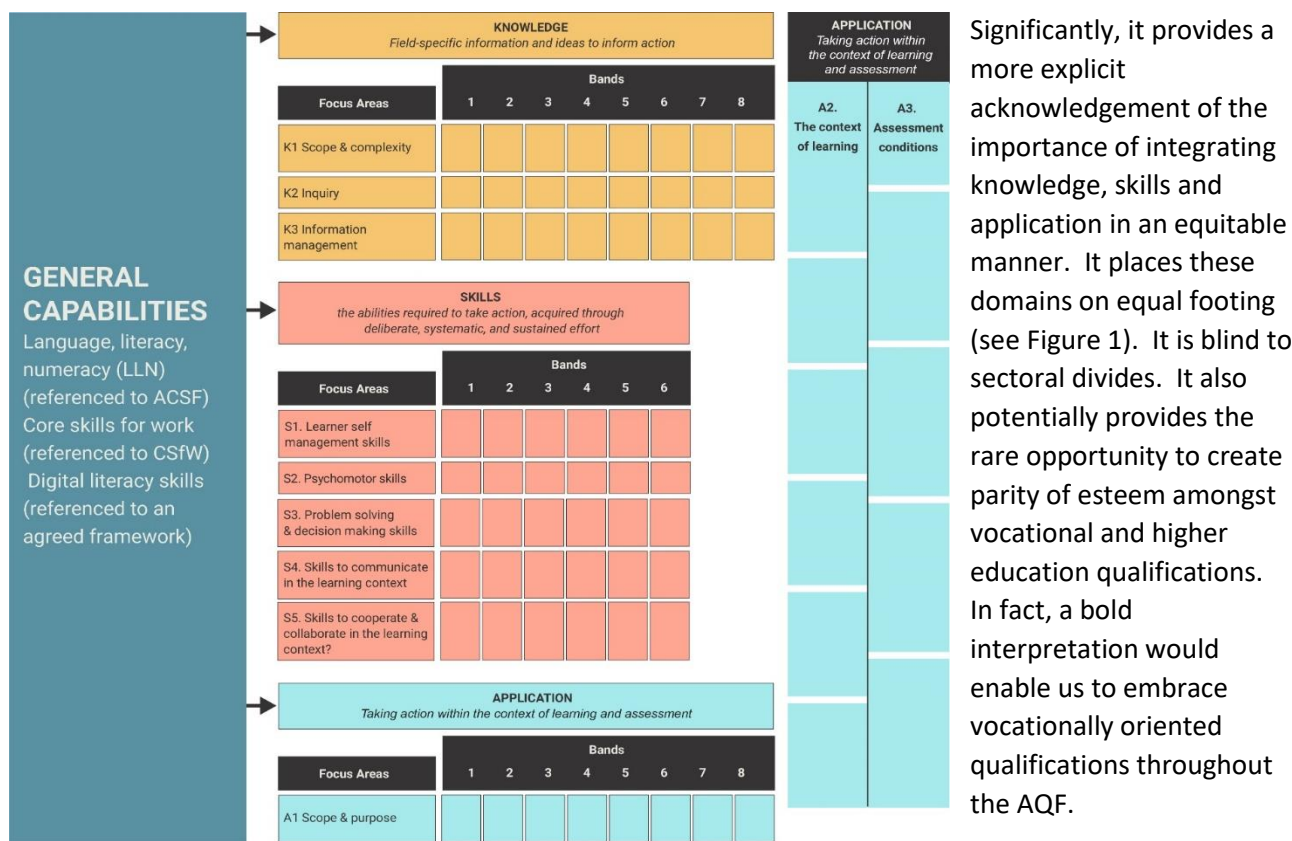 GENERAL
CAPABILITIES
Language, literacy,
numeracy (LLN)
(referenced to ACSF)
Core skills for work
(referenced to CSfW)
Digital literacy skills
(referenced to an
agreed framework)
KNOWLEDGE
Field-specific information and ideas to inform action
Bands
Focus Areas 1 2 3 4 5 6 7 8
K1 Scope & complexity
K2 Inquiry
K3 Information
management
SKILLS
the abilities required to take action, acquired through
deliberate, systematic, and sustained effort
Bands
Focus Areas 1 2 3 4 5 6
S1. Learner self
management skills
S2. Psychomotor skills
S3. Problem solving
& decision making skills
S4. Skills to communicate
in the learning context
S5. Skills to cooperate &
collaborate in the learning
context?
APPLICATION
Taking action within the context of learning and assessment
Bands
Focus Areas 1 2 3 4 5 6 7 8
A1 Scope & purpose
APPLICATION
Taking action within
the context of learning
and assessment
A2.
The context
of learning
A3.
Assessment
conditions
Significantly, it provides a
more explicit
acknowledgement of the
importance of integrating
knowledge, skills and
application in an equitable
manner. It places these
domains on equal footing
(see Figure 1). It is blind to
sectoral divides. It also
potentially provides the
rare opportunity to create
parity of esteem amongst
vocational and higher
education qualifications.
In fact, a bold
interpretation would
enable us to embrace
vocationally oriented
qualifications throughout
the AQF.